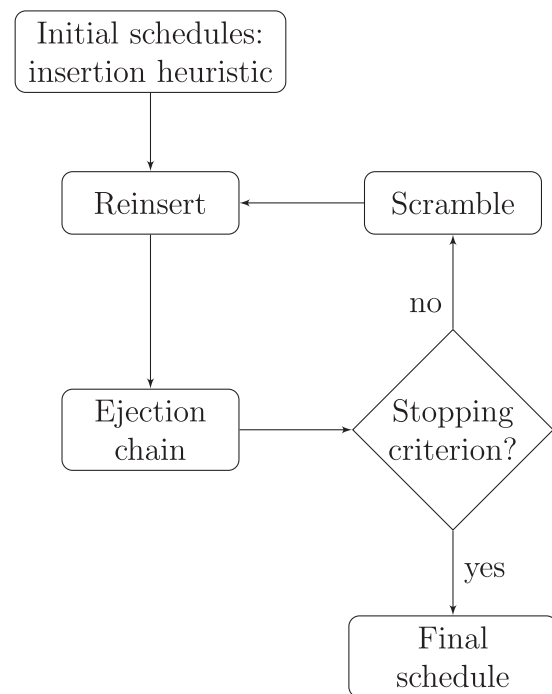 Initial schedules:
insertion heuristic
Reinsert
Scramble
no
Ejection
chain
Stopping
criterion?
yes
Final
schedule